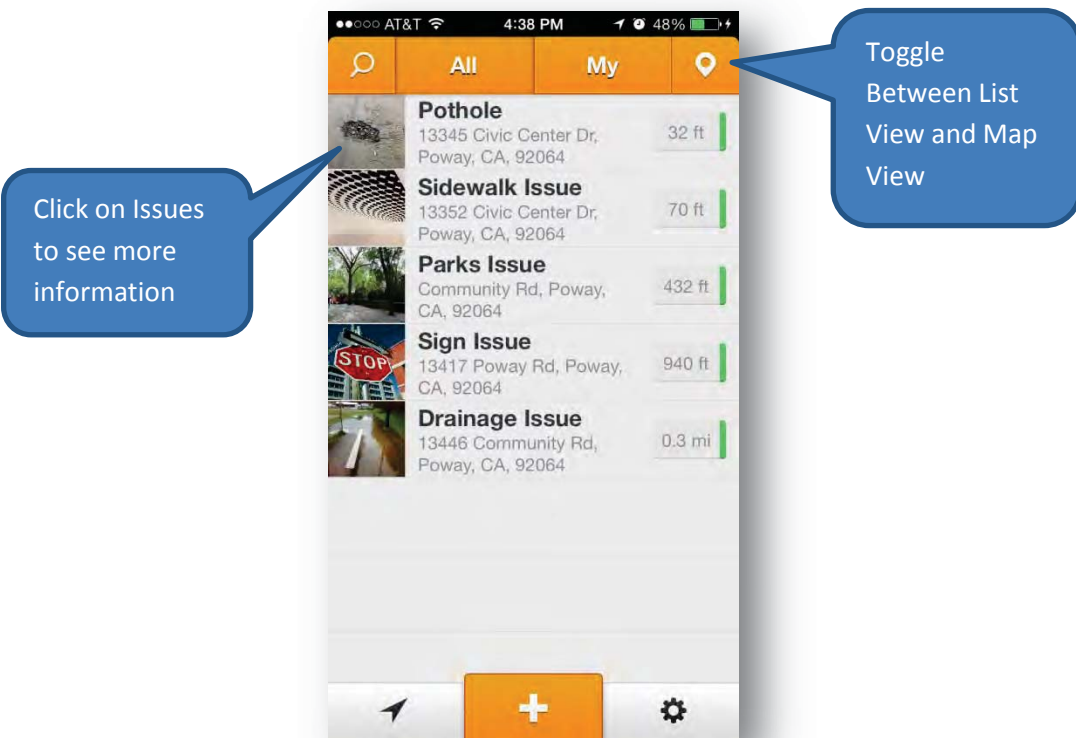 AT&T 4:38 PM 48%
All My
Toggle
Between List
View and Map
View
Click on Issues
to see more
information
Pothole
13345 Civic Center Dr,
Poway, CA, 92064
32 ft
Sidewalk Issue
13352 Civic Center Dr,
Poway, CA, 92064
70 ft
Parks Issue
Community Rd, Poway,
CA, 92064
432 ft
Sign Issue
13417 Poway Rd, Poway,
CA, 92064
940 ft
STOP
Drainage Issue
13446 Community Rd,
Poway, CA, 92064
0.3 mi